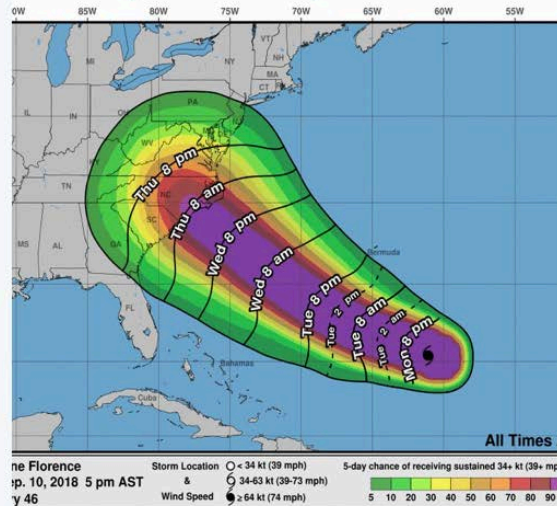 0W 85W 80W 75W 70W 65W 60W 55W
VT
NH
MI NY
MA
CT
PA
IL IN OH
NJ
WV
KY
TN
NC
SC
MS AL GA
FL
Bermuda
Bahamas
Cuba
Thu 8 pm
Thu 8 am
Wed 8 pm
Wed 8 am
Tue 8 pm
Tue 2 pm
Tue 8 am
Tue 2 am
Mon 8 pm
All Times
ne Florence
ep. 10, 2018 5 pm AST
ry 46
Storm Location
&
Wind Speed
< 34 kt (39 mph)
34-63 kt (39-73 mph)
≥ 64 kt (74 mph)
5-day chance of receiving sustained 34+ kt (39+ mp
5 10 20 30 40 50 60 70 80 90